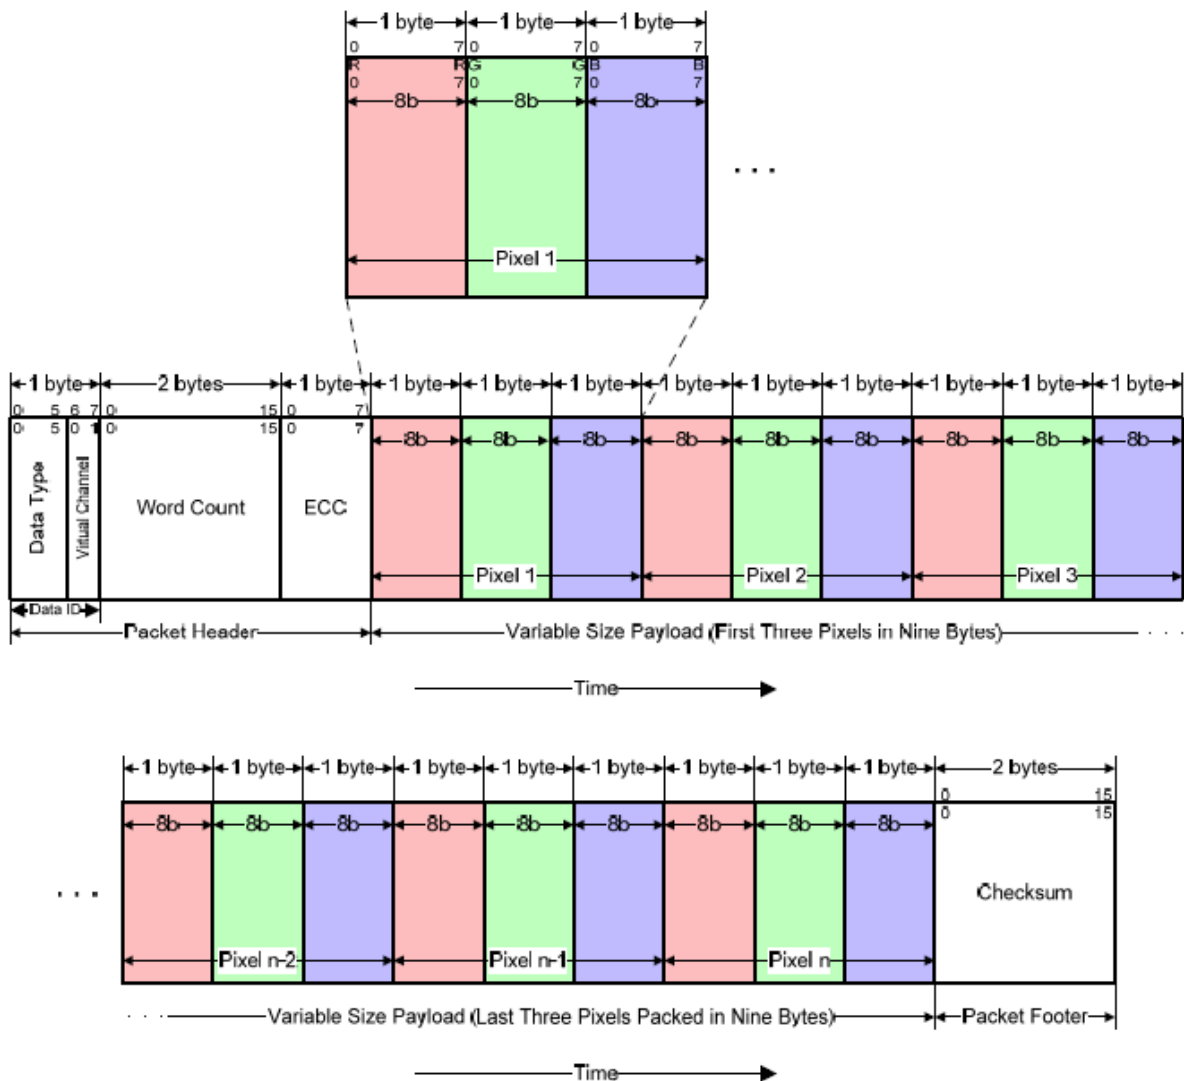 1 byte 1 byte 1 byte
0 7 0 7 0 7
R R G G B B
0 7 0 7 0 7
8b 8b 8b
. . .
Pixel 1
1 byte 2 bytes 1 byte 1 byte 1 byte 1 byte 1 byte 1 byte 1 byte 1 byte 1 byte 1 byte
0 5 6 7 0 15 0 7
0 5 0 1 0 15 0 7
8b 8b 8b 8b 8b 8b 8b 8b 8b
Data Type Virtual Channel Word Count ECC
Pixel 1 Pixel 2 Pixel 3
Data ID
Packet Header Variable Size Payload (First Three Pixels in Nine Bytes) . . .
Time
1 byte 1 byte 1 byte 1 byte 1 byte 1 byte 1 byte 1 byte 1 byte 2 bytes
0 15
0 15
8b 8b 8b 8b 8b 8b 8b 8b 8b
. . . Checksum
Pixel n-2 Pixel n-1 Pixel n
. . . Variable Size Payload (Last Three Pixels Packed in Nine Bytes) Packet Footer
Time